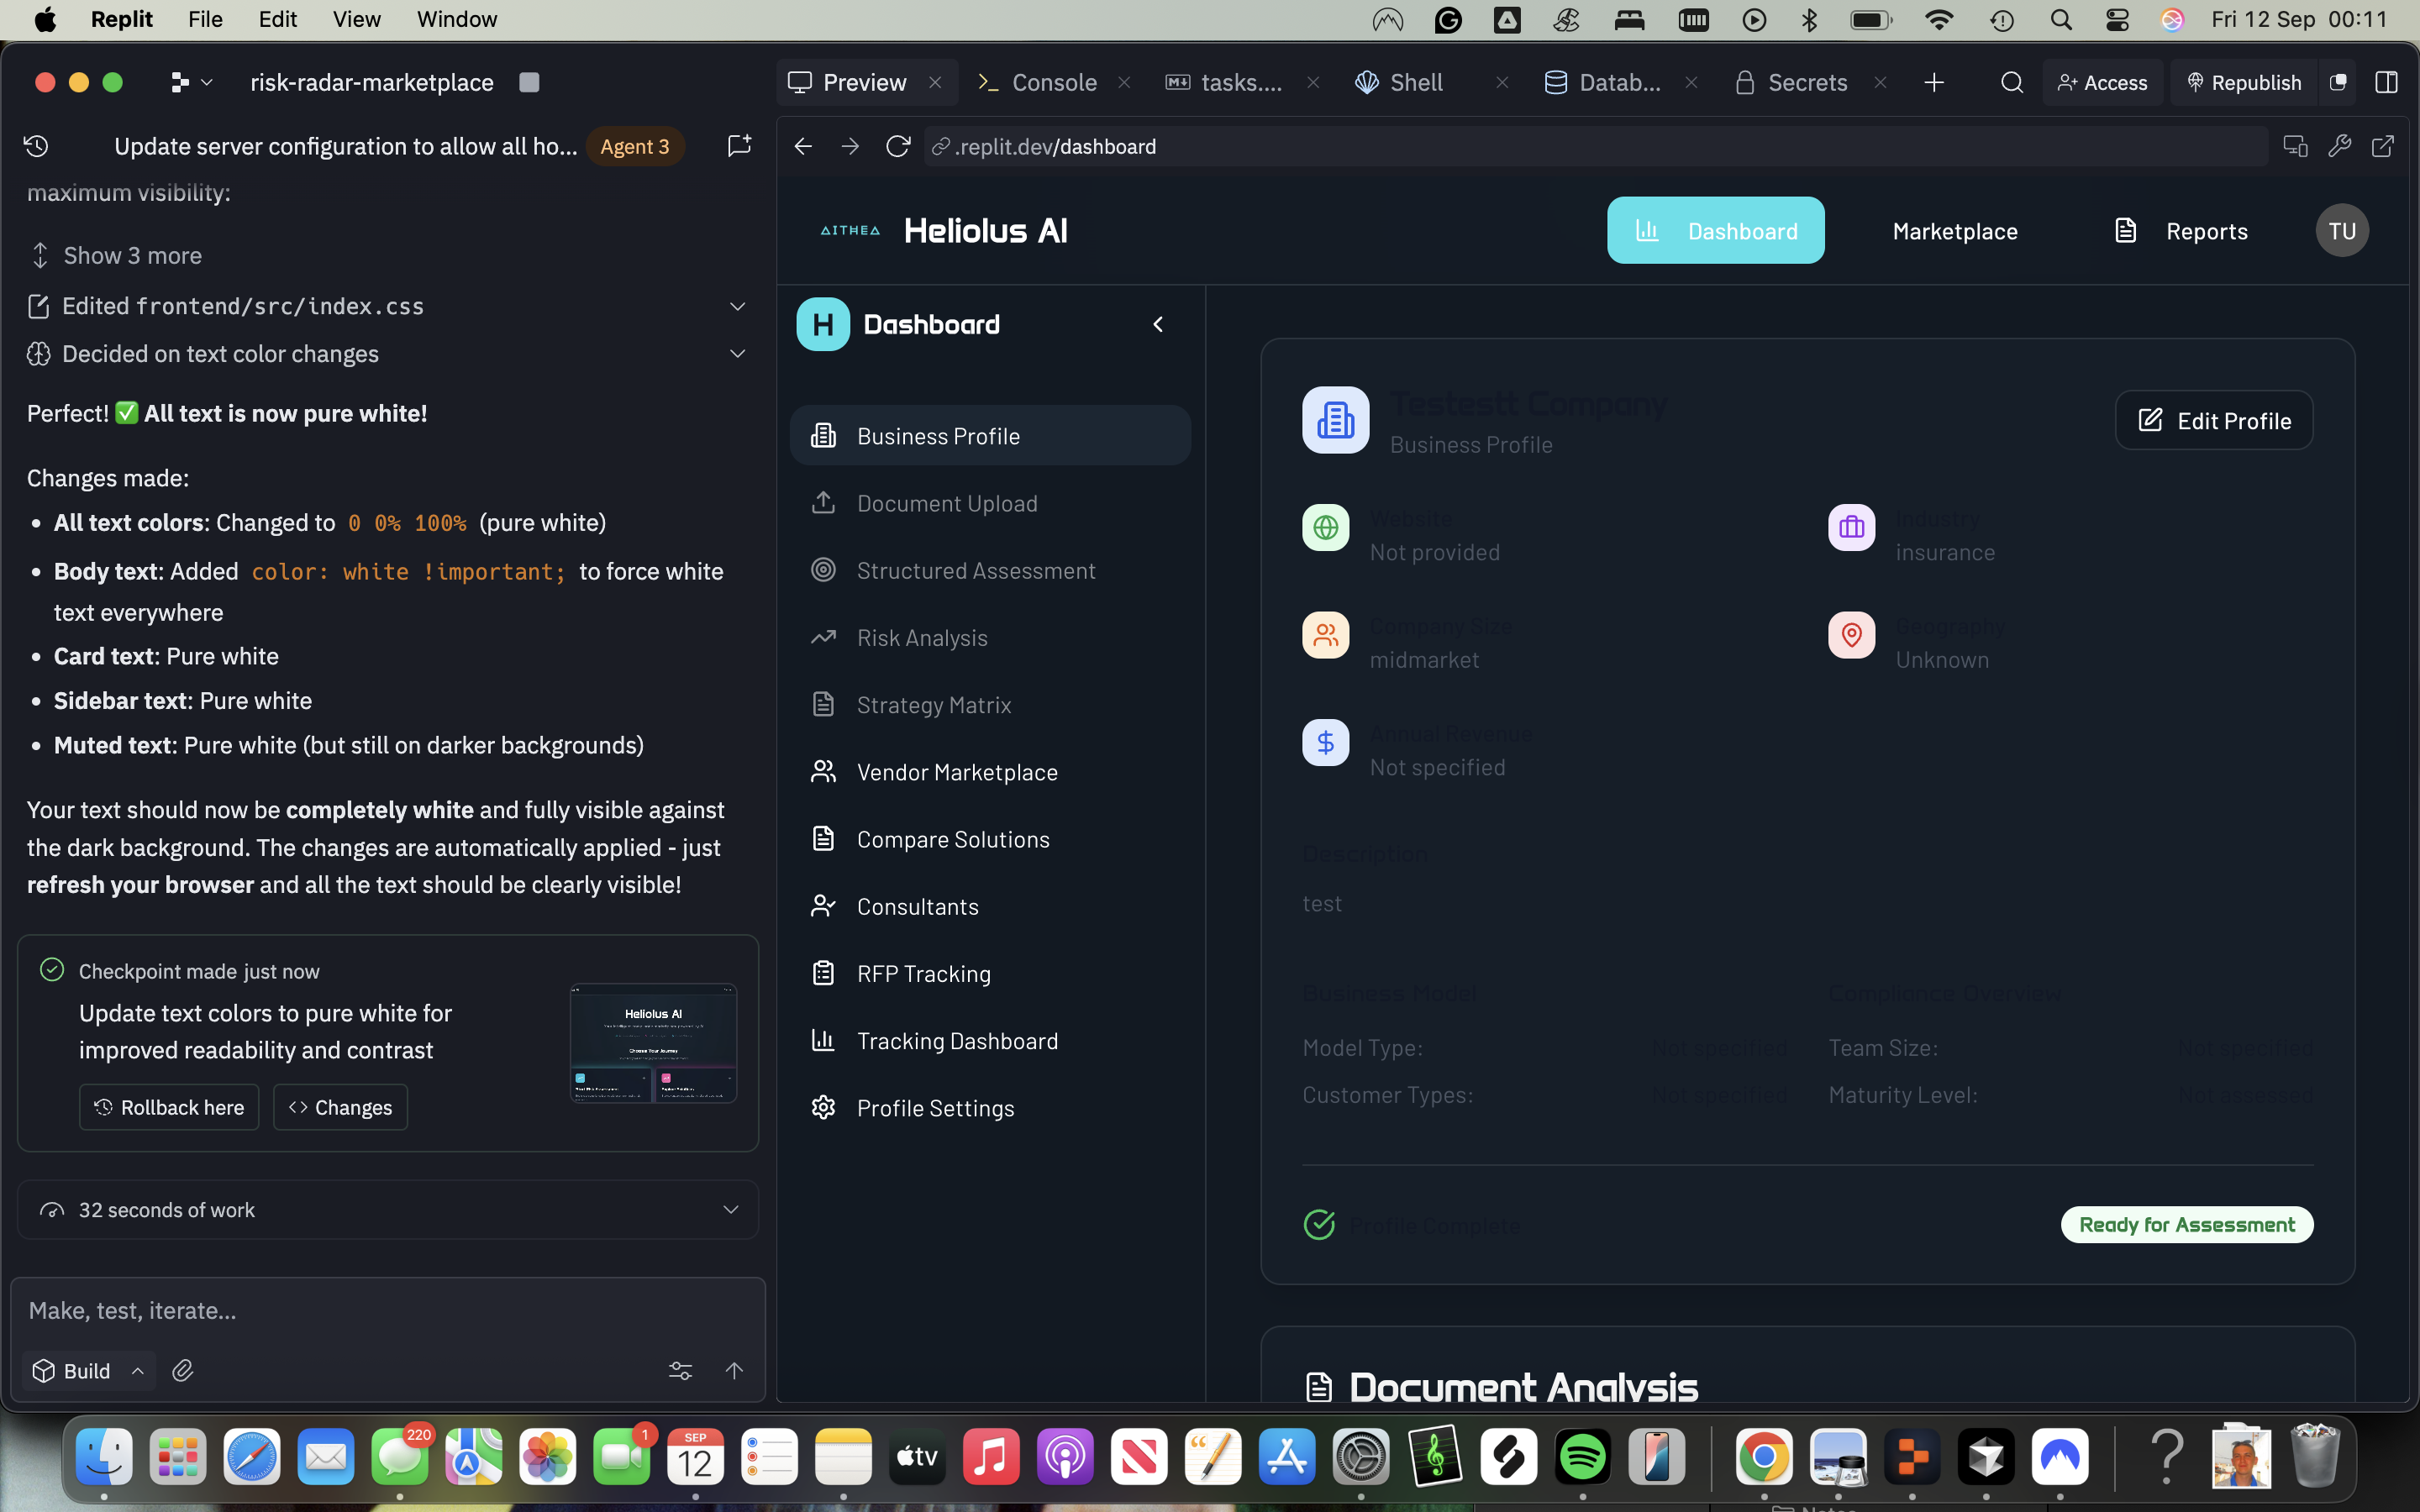 Replit File Edit View Window
Fri 12 Sep 00:11
risk-radar-marketplace
Preview
Console
tasks....
Shell
Datab...
Secrets
Access
Republish
Update server configuration to allow all ho...
Agent 3
.replit.dev/dashboard
maximum visibility:
Show 3 more
Edited frontend/src/index.css
Decided on text color changes
Perfect! ✅ All text is now pure white!
Changes made:
• All text colors: Changed to 0 0% 100% (pure white)
• Body text: Added color: white !important; to force white
text everywhere
• Card text: Pure white
• Sidebar text: Pure white
• Muted text: Pure white (but still on darker backgrounds)
Your text should now be completely white and fully visible against
the dark background. The changes are automatically applied - just
refresh your browser and all the text should be clearly visible!
Checkpoint made just now
Update text colors to pure white for
improved readability and contrast
Rollback here
Changes
Heliolus AI
Choose Your Journey
32 seconds of work
Make, test, iterate...
Build
AITHEA
Heliolus AI
Dashboard
Marketplace
Reports
TU
H
Dashboard
Business Profile
Document Upload
Structured Assessment
Risk Analysis
Strategy Matrix
Vendor Marketplace
Compare Solutions
Consultants
RFP Tracking
Tracking Dashboard
Profile Settings
Testestt Company
Business Profile
Edit Profile
Website
Not provided
Industry
insurance
Company Size
midmarket
Geography
Unknown
Annual Revenue
Not specified
Description
test
Business Model
Compliance Overview
Model Type:
Not specified
Team Size:
Not specified
Customer Types:
Not specified
Maturity Level:
Not assessed
Profile Complete
Ready for Assessment
Document Analysis
220
1
SEP
12
tv
Notes